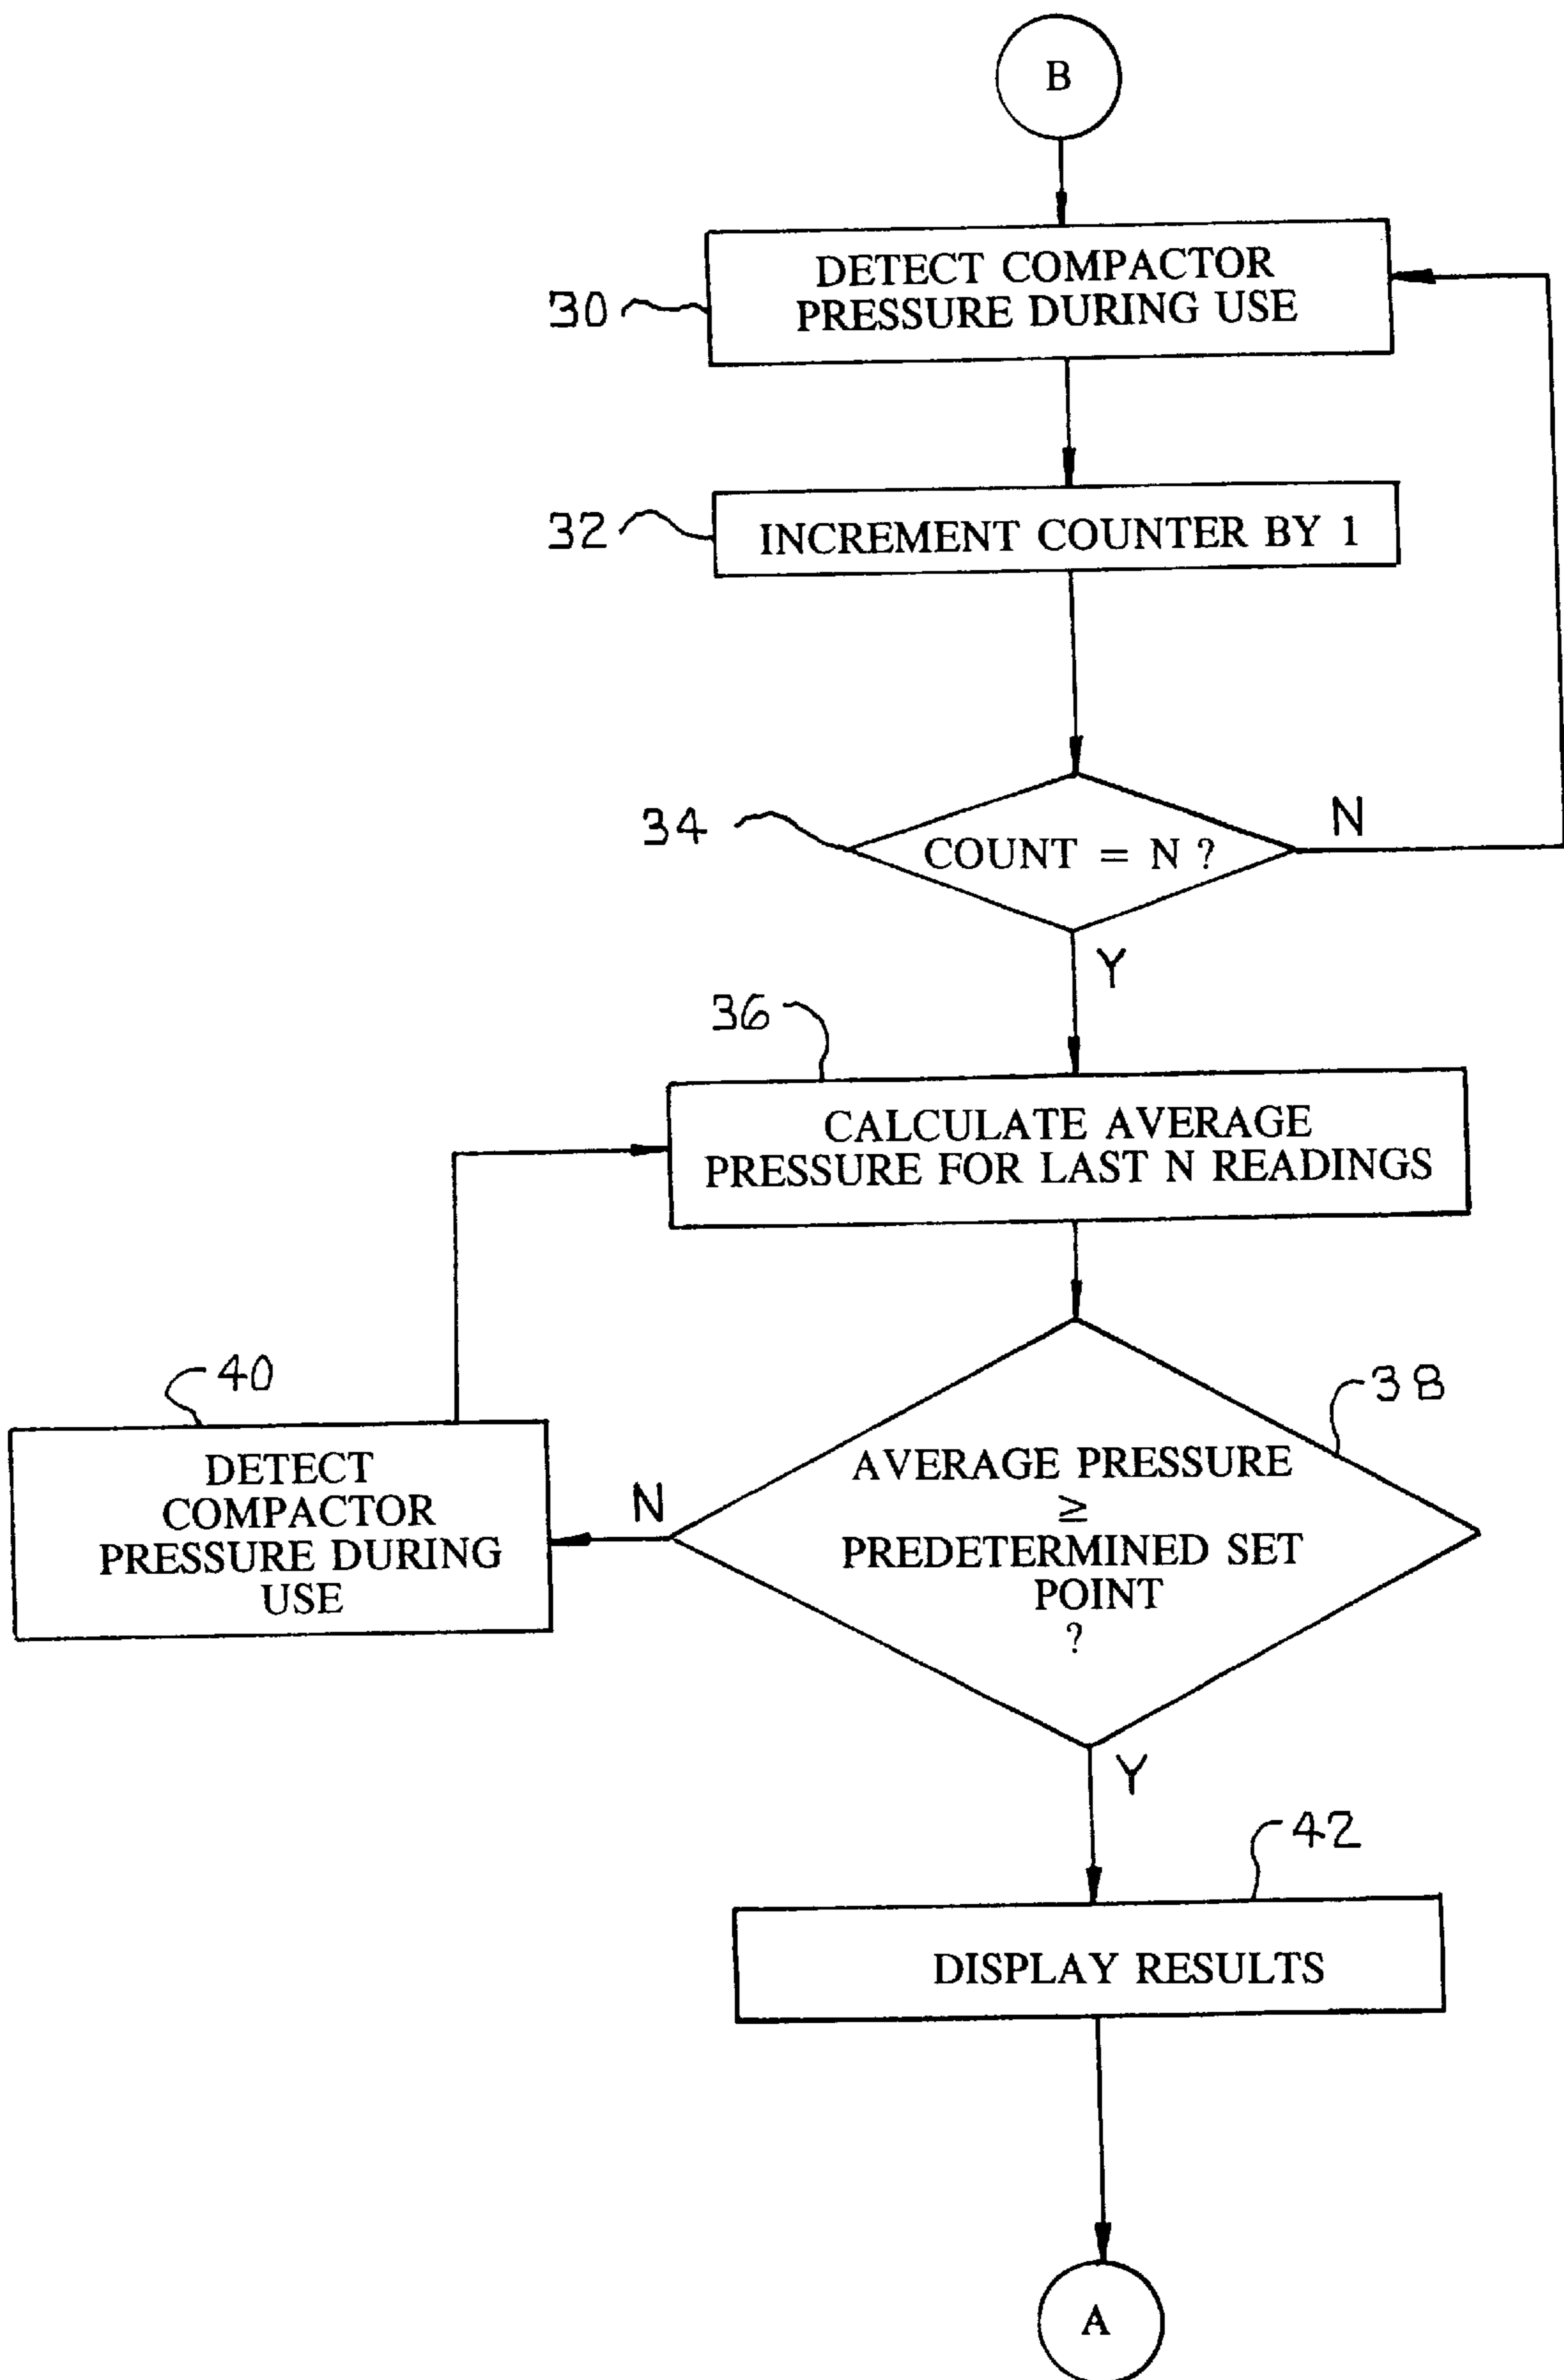 B
DETECT COMPACTOR
PRESSURE DURING USE
30
INCREMENT COUNTER BY 1
32
34
COUNT = N ?
N
Y
36
CALCULATE AVERAGE
PRESSURE FOR LAST N READINGS
40
38
DETECT
COMPACTOR
PRESSURE DURING
USE
N
AVERAGE PRESSURE
≥
PREDETERMINED SET
POINT
?
Y
42
DISPLAY RESULTS
A